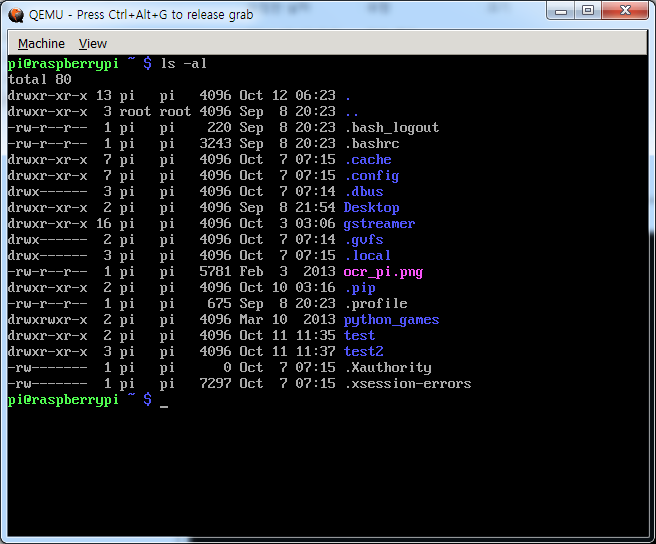 QEMU - Press Ctrl+Alt+G to release grab
Machine View
pi@raspberrypi ~ $ ls -al
total 80
drwxr-xr-x 13 pi   pi   4096 Oct 12 06:23 .
drwxr-xr-x  3 root root 4096 Sep  8 20:23 ..
-rw-r--r--  1 pi   pi    220 Sep  8 20:23 .bash_logout
-rw-r--r--  1 pi   pi   3243 Sep  8 20:23 .bashrc
drwxr-xr-x  7 pi   pi   4096 Oct  7 07:15 .cache
drwxr-xr-x  7 pi   pi   4096 Oct  7 07:15 .config
drwx------  3 pi   pi   4096 Oct  7 07:14 .dbus
drwxr-xr-x  2 pi   pi   4096 Sep  8 21:54 Desktop
drwxr-xr-x 16 pi   pi   4096 Oct  3 03:06 gstreamer
drwx------  2 pi   pi   4096 Oct  7 07:14 .gvfs
drwx------  3 pi   pi   4096 Oct  7 07:15 .local
-rw-r--r--  1 pi   pi   5781 Feb  3  2013 ocr_pi.png
drwxr-xr-x  2 pi   pi   4096 Oct 10 03:16 .pip
-rw-r--r--  1 pi   pi    675 Sep  8 20:23 .profile
drwxrwxr-x  2 pi   pi   4096 Mar 10  2013 python_games
drwxr-xr-x  2 pi   pi   4096 Oct 11 11:35 test
drwxr-xr-x  3 pi   pi   4096 Oct 11 11:37 test2
-rw-------  1 pi   pi      0 Oct  7 07:15 .Xauthority
-rw-------  1 pi   pi   7297 Oct  7 07:15 .xsession-errors
pi@raspberrypi ~ $ _